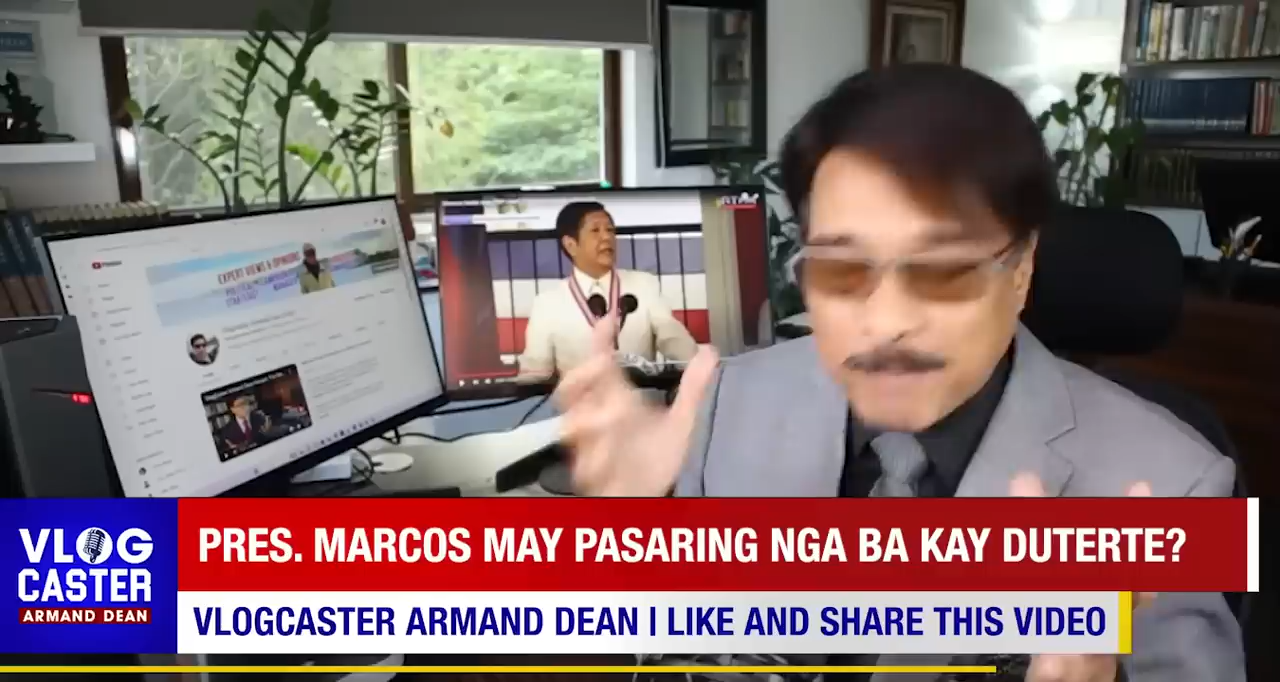 EXPERT VIEWS & OPINIONS
PRES. MARCOS MAY PASARING NGA BA KAY DUTERTE?
VLOG
CASTER
ARMAND DEAN
VLOGCASTER ARMAND DEAN | LIKE AND SHARE THIS VIDEO